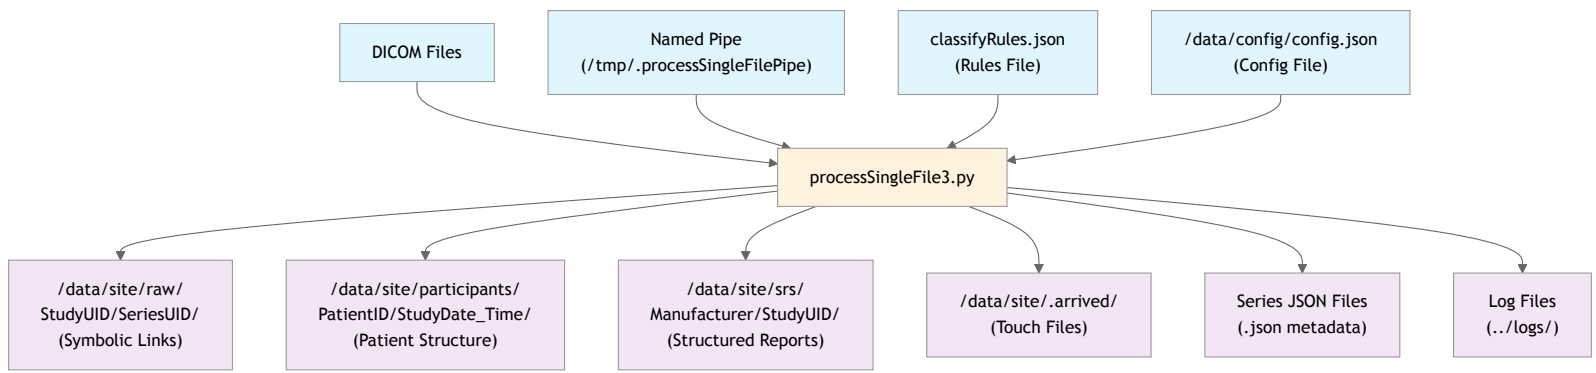 DICOM Files
Named Pipe
(/tmp/.processSingleFilePipe)
classifyRules.json
(Rules File)
/data/config/config.json
(Config File)
processSingleFile3.py
/data/site/raw/
StudyUID/SeriesUID/
(Symbolic Links)
/data/site/participants/
PatientID/StudyDate_Time/
(Patient Structure)
/data/site/srs/
Manufacturer/StudyUID/
(Structured Reports)
/data/site/.arrived/
(Touch Files)
Series JSON Files
(.json metadata)
Log Files
(../logs/)